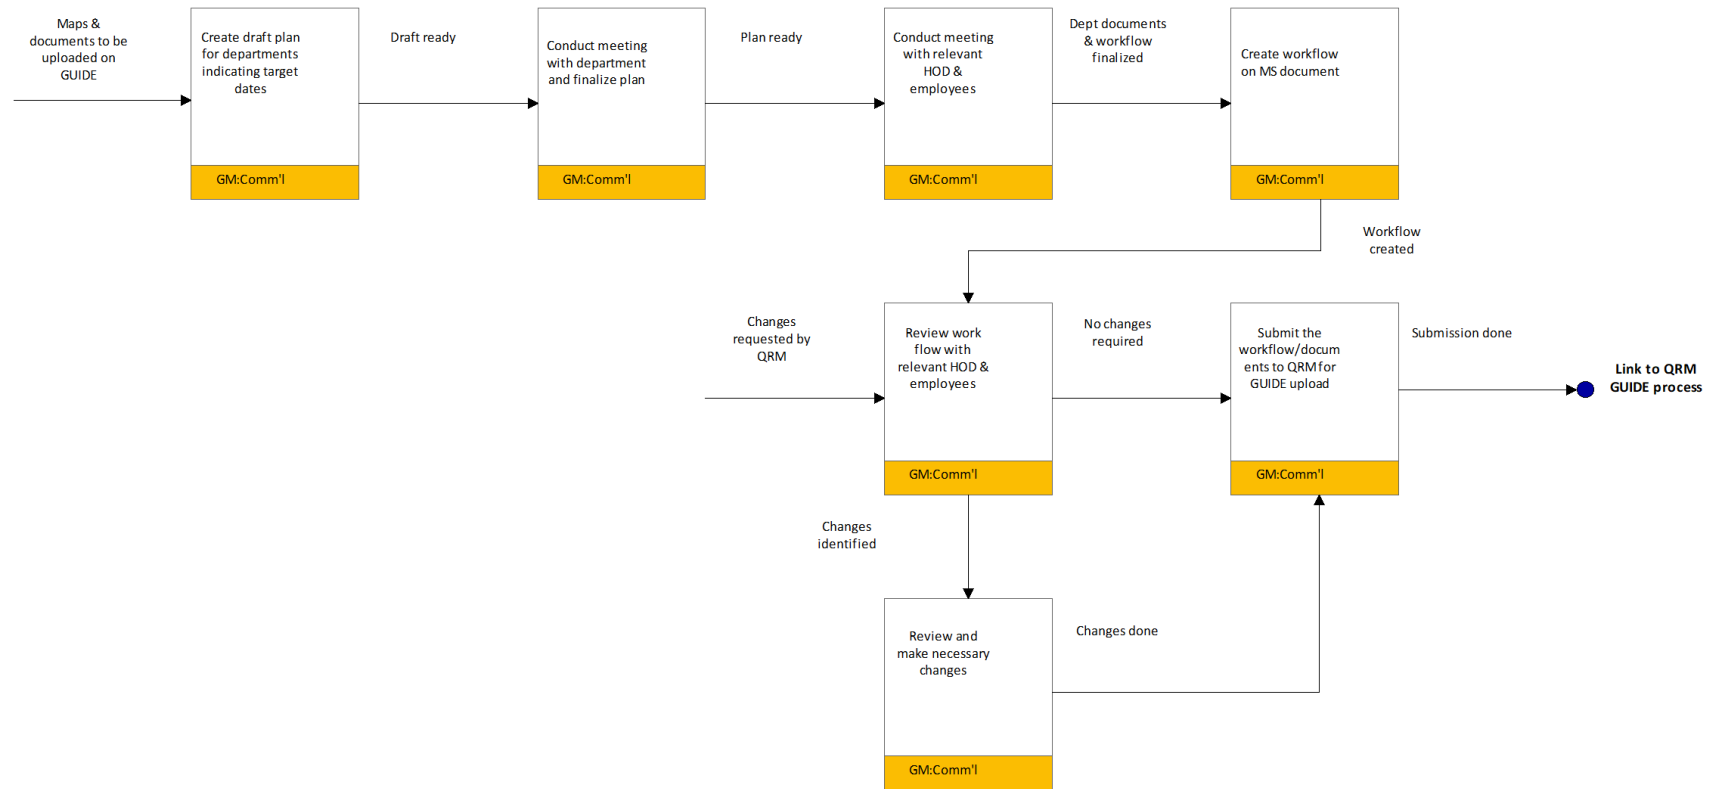 Maps &
documents to be
uploaded on
GUIDE
Create draft plan
for departments
indicating target
dates
GM:Comm'l
Draft ready
Conduct meeting
with department
and finalize plan
GM:Comm'l
Plan ready
Conduct meeting
with relevant
HOD &
employees
GM:Comm'l
Dept documents
& workflow
finalized
Create workflow
on MS document
GM:Comm'l
Workflow
created
Changes
requested by
QRM
Review work
flow with
relevant HOD &
employees
GM:Comm'l
No changes
required
Submit the
workflow/docum
ents to QRM for
GUIDE upload
GM:Comm'l
Submission done
Link to QRM
GUIDE process
Changes
identified
Review and
make necessary
changes
GM:Comm'l
Changes done